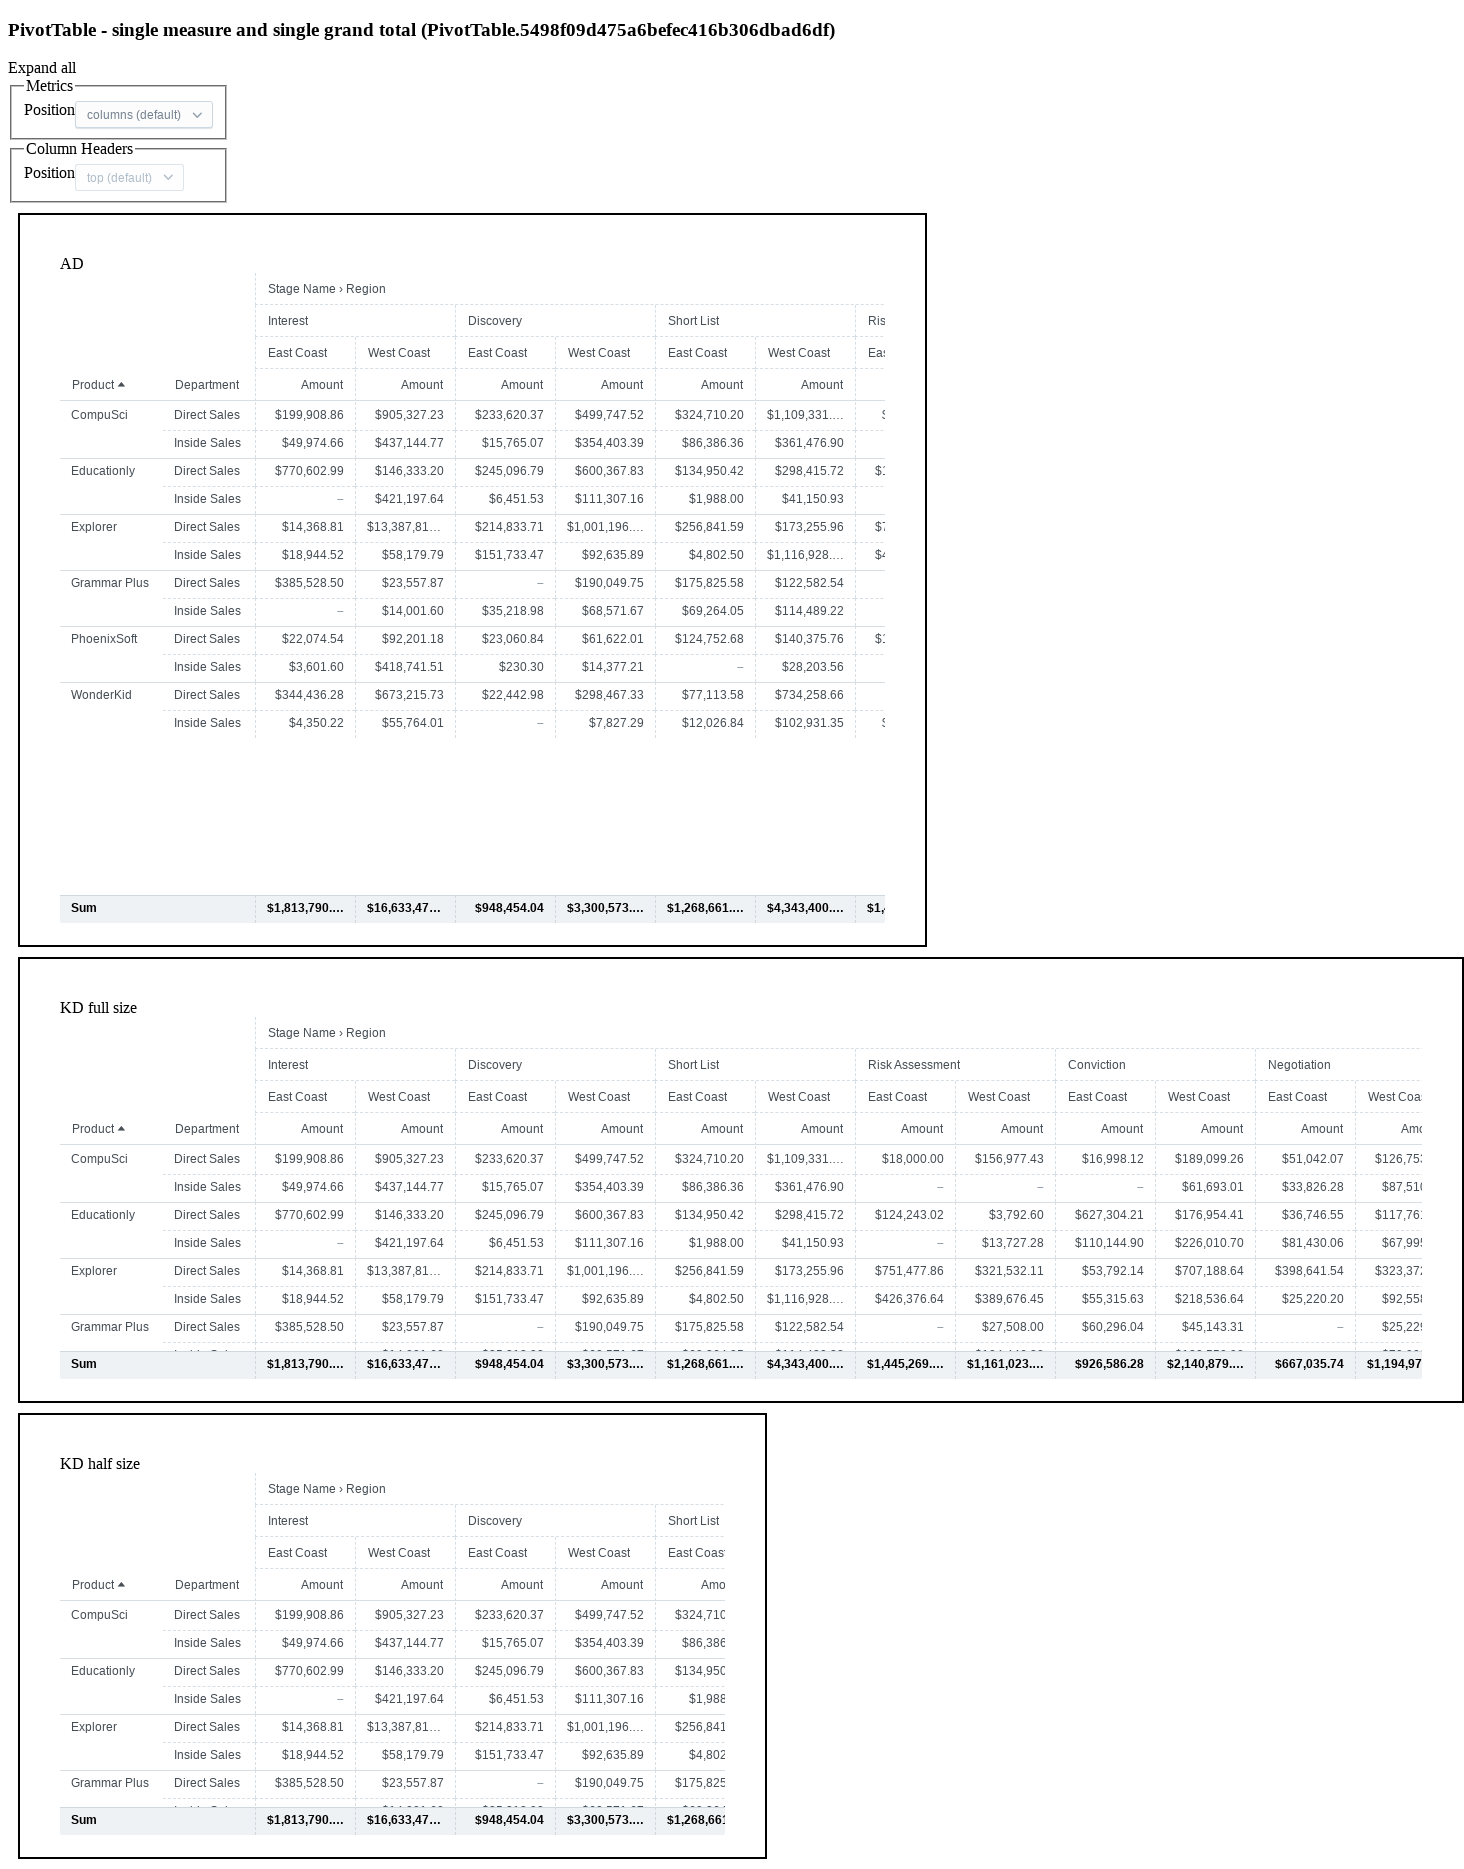 PivotTable - single measure and single grand total (PivotTable.5498f09d475a6befec416b306dbad6df)
Expand all
Metrics
Position columns (default)
Column Headers
Position top (default)
AD
Stage Name › Region
Interest Discovery Short List Ris
East Coast West Coast East Coast West Coast East Coast West Coast Eas
Product Department Amount Amount Amount Amount Amount Amount
CompuSci Direct Sales $199,908.86 $905,327.23 $233,620.37 $499,747.52 $324,710.20 $1,109,331.… $
Inside Sales $49,974.66 $437,144.77 $15,765.07 $354,403.39 $86,386.36 $361,476.90
Educationly Direct Sales $770,602.99 $146,333.20 $245,096.79 $600,367.83 $134,950.42 $298,415.72 $1
Inside Sales – $421,197.64 $6,451.53 $111,307.16 $1,988.00 $41,150.93
Explorer Direct Sales $14,368.81 $13,387,81… $214,833.71 $1,001,196.… $256,841.59 $173,255.96 $7
Inside Sales $18,944.52 $58,179.79 $151,733.47 $92,635.89 $4,802.50 $1,116,928.… $4
Grammar Plus Direct Sales $385,528.50 $23,557.87 – $190,049.75 $175,825.58 $122,582.54
Inside Sales – $14,001.60 $35,218.98 $68,571.67 $69,264.05 $114,489.22
PhoenixSoft Direct Sales $22,074.54 $92,201.18 $23,060.84 $61,622.01 $124,752.68 $140,375.76 $1
Inside Sales $3,601.60 $418,741.51 $230.30 $14,377.21 – $28,203.56
WonderKid Direct Sales $344,436.28 $673,215.73 $22,442.98 $298,467.33 $77,113.58 $734,258.66
Inside Sales $4,350.22 $55,764.01 – $7,827.29 $12,026.84 $102,931.35 $
Sum $1,813,790.… $16,633,47… $948,454.04 $3,300,573.… $1,268,661.… $4,343,400.… $1,
KD full size
Stage Name › Region
Interest Discovery Short List Risk Assessment Conviction Negotiation
East Coast West Coast East Coast West Coast East Coast West Coast East Coast West Coast East Coast West Coast East Coast West Coas
Product Department Amount Amount Amount Amount Amount Amount Amount Amount Amount Amount Amount Amo
CompuSci Direct Sales $199,908.86 $905,327.23 $233,620.37 $499,747.52 $324,710.20 $1,109,331.… $18,000.00 $156,977.43 $16,998.12 $189,099.26 $51,042.07 $126,753
Inside Sales $49,974.66 $437,144.77 $15,765.07 $354,403.39 $86,386.36 $361,476.90 – – – $61,693.01 $33,826.28 $87,510
Educationly Direct Sales $770,602.99 $146,333.20 $245,096.79 $600,367.83 $134,950.42 $298,415.72 $124,243.02 $3,792.60 $627,304.21 $176,954.41 $36,746.55 $117,761
Inside Sales – $421,197.64 $6,451.53 $111,307.16 $1,988.00 $41,150.93 – $13,727.28 $110,144.90 $226,010.70 $81,430.06 $67,995
Explorer Direct Sales $14,368.81 $13,387,81… $214,833.71 $1,001,196.… $256,841.59 $173,255.96 $751,477.86 $321,532.11 $53,792.14 $707,188.64 $398,641.54 $323,372
Inside Sales $18,944.52 $58,179.79 $151,733.47 $92,635.89 $4,802.50 $1,116,928.… $426,376.64 $389,676.45 $55,315.63 $218,536.64 $25,220.20 $92,558
Grammar Plus Direct Sales $385,528.50 $23,557.87 – $190,049.75 $175,825.58 $122,582.54 – $27,508.00 $60,296.04 $45,143.31 – $25,229
Sum $1,813,790.… $16,633,47… $948,454.04 $3,300,573.… $1,268,661.… $4,343,400.… $1,445,269.… $1,161,023.… $926,586.28 $2,140,879.… $667,035.74 $1,194,97
KD half size
Stage Name › Region
Interest Discovery Short List
East Coast West Coast East Coast West Coast East Coast
Product Department Amount Amount Amount Amount Amo
CompuSci Direct Sales $199,908.86 $905,327.23 $233,620.37 $499,747.52 $324,710
Inside Sales $49,974.66 $437,144.77 $15,765.07 $354,403.39 $86,386
Educationly Direct Sales $770,602.99 $146,333.20 $245,096.79 $600,367.83 $134,950
Inside Sales – $421,197.64 $6,451.53 $111,307.16 $1,988
Explorer Direct Sales $14,368.81 $13,387,81… $214,833.71 $1,001,196.… $256,841
Inside Sales $18,944.52 $58,179.79 $151,733.47 $92,635.89 $4,802
Grammar Plus Direct Sales $385,528.50 $23,557.87 – $190,049.75 $175,825
Sum $1,813,790.… $16,633,47… $948,454.04 $3,300,573.… $1,268,661